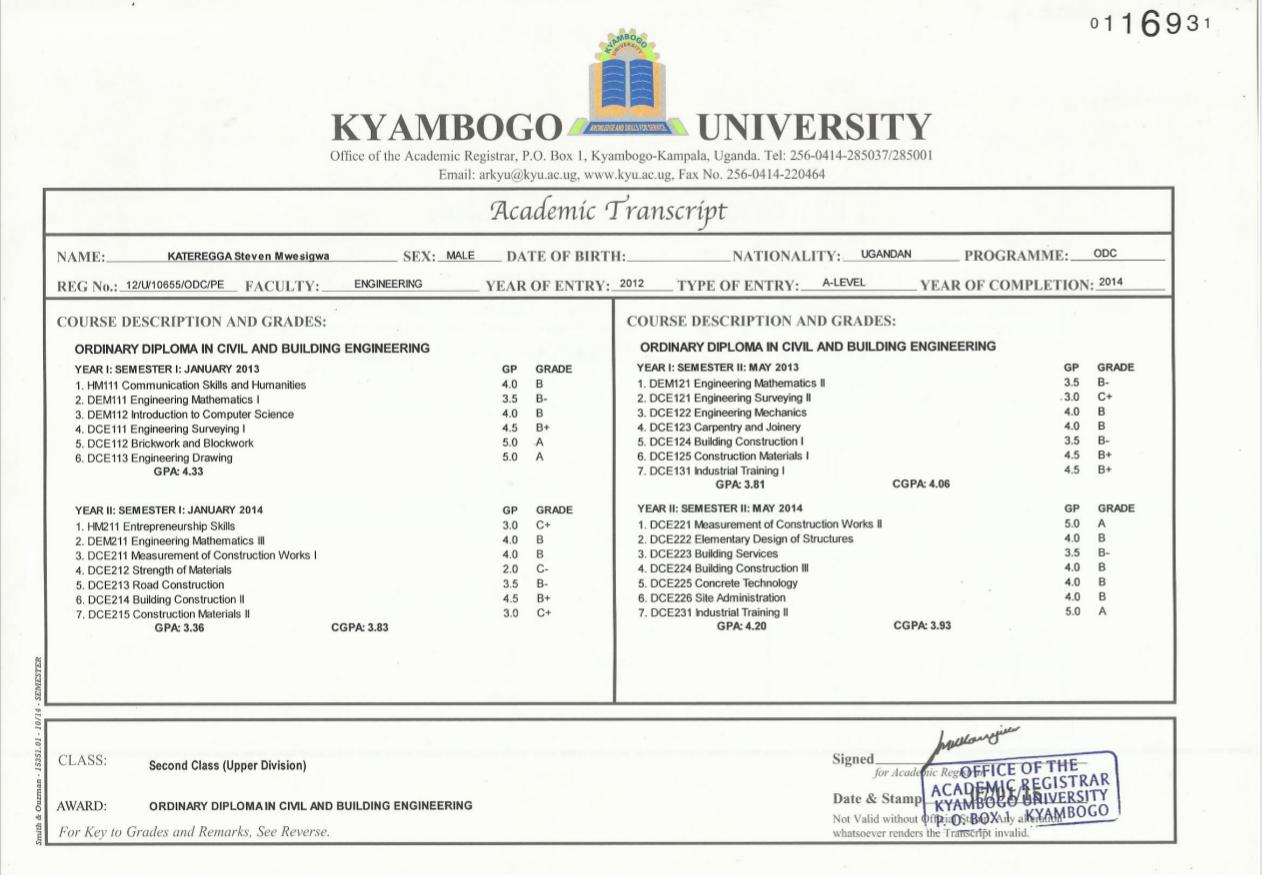 0116931
KYAMBOGO UNIVERSITY
KNOWLEDGE AND SKILLS FOR SERVICE
KYAMBOGO UNIVERSITY
Office of the Academic Registrar, P.O. Box 1, Kyambogo-Kampala, Uganda. Tel: 256-0414-285037/285001
Email: arkyu@kyu.ac.ug, www.kyu.ac.ug, Fax No. 256-0414-220464
Academic Transcript
NAME: KATEREGGA Steven Mwesigwa SEX: MALE DATE OF BIRTH: NATIONALITY: UGANDAN PROGRAMME: ODC
REG No.: 12/U/10655/ODC/PE FACULTY: ENGINEERING YEAR OF ENTRY: 2012 TYPE OF ENTRY: A-LEVEL YEAR OF COMPLETION: 2014
COURSE DESCRIPTION AND GRADES:
ORDINARY DIPLOMA IN CIVIL AND BUILDING ENGINEERING
YEAR I: SEMESTER I: JANUARY 2013 GP GRADE
1. HM111 Communication Skills and Humanities 4.0 B
2. DEM111 Engineering Mathematics I 3.5 B-
3. DEM112 Introduction to Computer Science 4.0 B
4. DCE111 Engineering Surveying I 4.5 B+
5. DCE112 Brickwork and Blockwork 5.0 A
6. DCE113 Engineering Drawing 5.0 A
GPA: 4.33
YEAR II: SEMESTER I: JANUARY 2014 GP GRADE
1. HM211 Entrepreneurship Skills 3.0 C+
2. DEM211 Engineering Mathematics III 4.0 B
3. DCE211 Measurement of Construction Works I 4.0 B
4. DCE212 Strength of Materials 2.0 C-
5. DCE213 Road Construction 3.5 B-
6. DCE214 Building Construction II 4.5 B+
7. DCE215 Construction Materials II 3.0 C+
GPA: 3.36 CGPA: 3.83
COURSE DESCRIPTION AND GRADES:
ORDINARY DIPLOMA IN CIVIL AND BUILDING ENGINEERING
YEAR I: SEMESTER II: MAY 2013 GP GRADE
1. DEM121 Engineering Mathematics II 3.5 B-
2. DCE121 Engineering Surveying II 3.0 C+
3. DCE122 Engineering Mechanics 4.0 B
4. DCE123 Carpentry and Joinery 4.0 B
5. DCE124 Building Construction I 3.5 B-
6. DCE125 Construction Materials I 4.5 B+
7. DCE131 Industrial Training I 4.5 B+
GPA: 3.81 CGPA: 4.06
YEAR II: SEMESTER II: MAY 2014 GP GRADE
1. DCE221 Measurement of Construction Works II 5.0 A
2. DCE222 Elementary Design of Structures 4.0 B
3. DCE223 Building Services 3.5 B-
4. DCE224 Building Construction III 4.0 B
5. DCE225 Concrete Technology 4.0 B
6. DCE226 Site Administration 4.0 B
7. DCE231 Industrial Training II 5.0 A
GPA: 4.20 CGPA: 3.93
Smith & Ouzman - 15351.01 - 10/14 - SEMESTER
CLASS: Second Class (Upper Division)
AWARD: ORDINARY DIPLOMA IN CIVIL AND BUILDING ENGINEERING
For Key to Grades and Remarks, See Reverse.
Signed
for Academic
Date & Stamp
Not Valid without
whatsoever renders the Transcript invalid.
OFFICE OF THE
ACADEMIC REGISTRAR
KYAMBOGO UNIVERSITY
P. O. BOX 1, KYAMBOGO